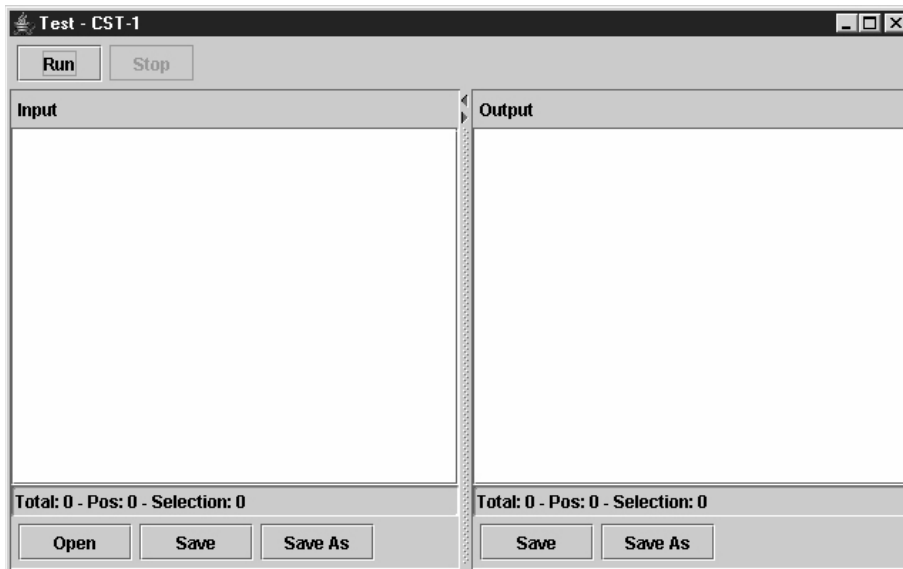 Test - CST-1
Run Stop
Input
Output
Total: 0 - Pos: 0 - Selection: 0
Total: 0 - Pos: 0 - Selection: 0
Open Save Save As
Save Save As